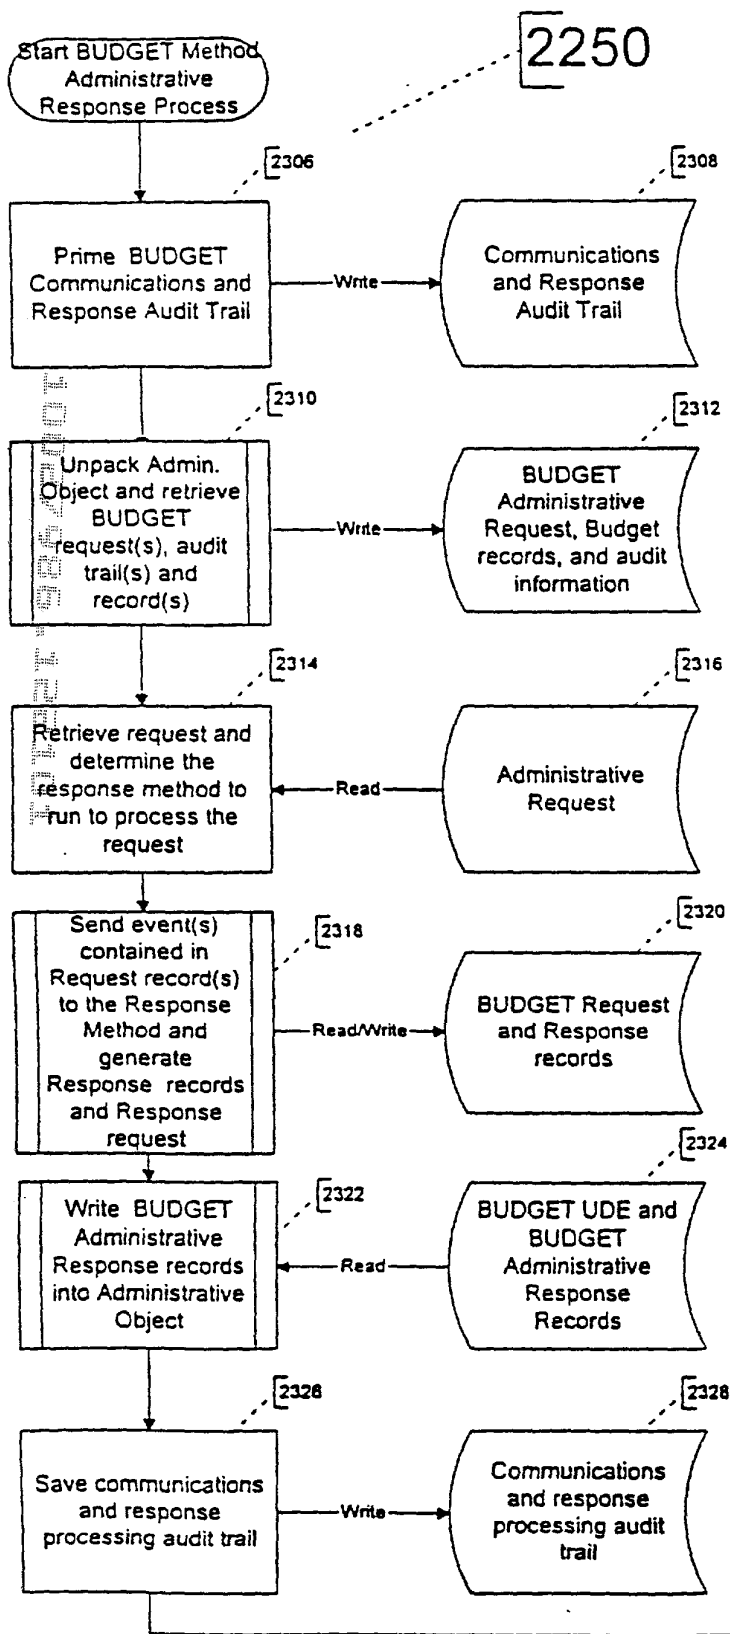 Start BUDGET Method
Administrative
Response Process
2250
2306
Prime BUDGET
Communications and
Response Audit Trail
Write
2308
Communications
and Response
Audit Trail
2310
Unpack Admin.
Object and retrieve
BUDGET
request(s), audit
trail(s) and
record(s)
Write
2312
BUDGET
Administrative
Request, Budget
records, and audit
information
2314
Retrieve request and
determine the
response method to
run to process the
request
Read
2316
Administrative
Request
2318
Send event(s)
contained in
Request record(s)
to the Response
Method and
generate
Response records
and Response
request
Read/Write
2320
BUDGET Request
and Response
records
2322
Write BUDGET
Administrative
Response records
into Administrative
Object
Read
2324
BUDGET UDE and
BUDGET
Administrative
Response
Records
2326
Save communications
and response
processing audit trail
Write
2328
Communications
and response
processing audit
trail